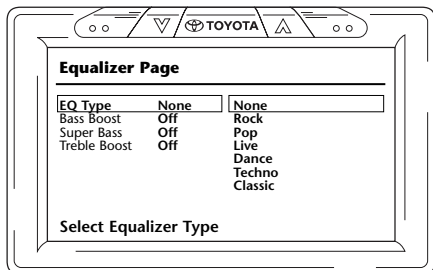 TOYOTA
Equalizer Page
EQ Type None None
Bass Boost Off Rock
Super Bass Off Pop
Treble Boost Off Live
Dance
Techno
Classic
Select Equalizer Type